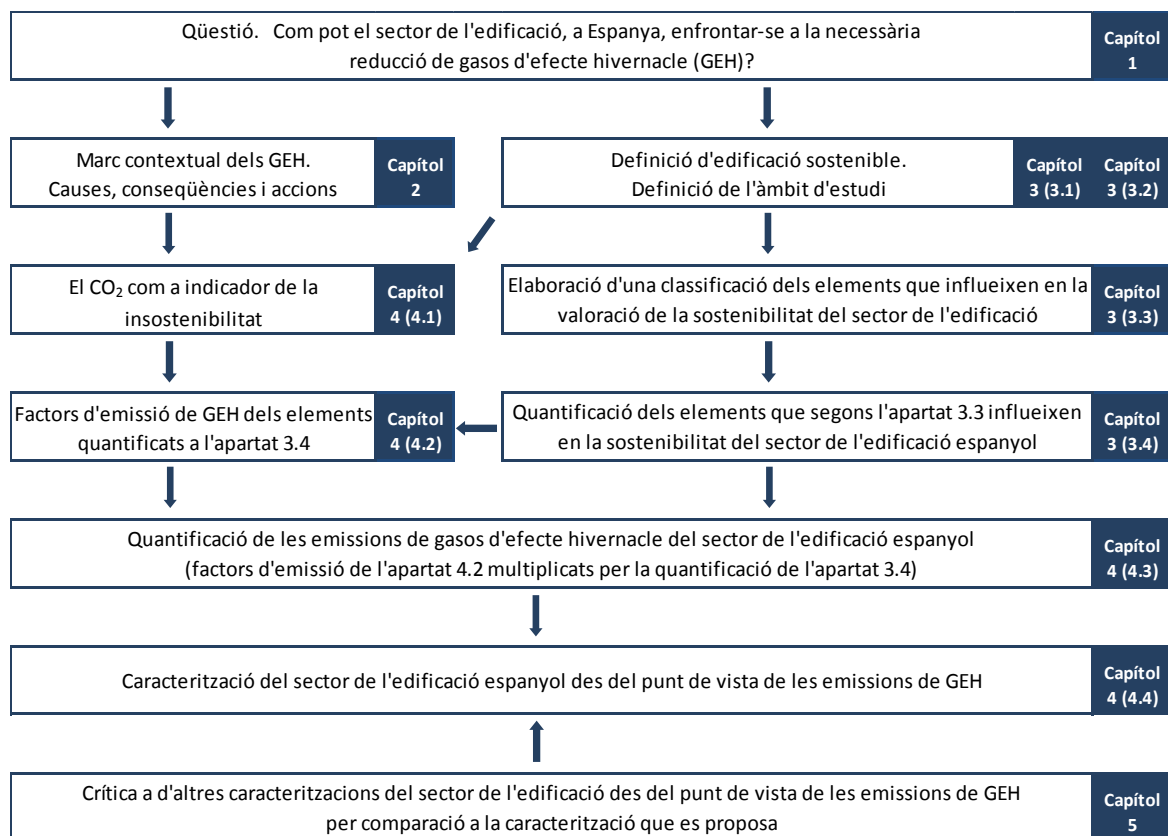 Qüestió. Com pot el sector de l'edificació, a Espanya, enfrontar-se a la necessària
reducció de gasos d'efecte hivernacle (GEH)?
Capítol
1
Marc contextual dels GEH.
Causes, conseqüències i accions
Capítol
2
Definició d'edificació sostenible.
Definició de l'àmbit d'estudi
Capítol
3 (3.1)
Capítol
3 (3.2)
El CO₂ com a indicador de la
insostenibilitat
Capítol
4 (4.1)
Elaboració d'una classificació dels elements que influeixen en la
valoració de la sostenibilitat del sector de l'edificació
Capítol
3 (3.3)
Factors d'emissió de GEH dels elements
quantificats a l'apartat 3.4
Capítol
4 (4.2)
Quantificació dels elements que segons l'apartat 3.3 influeixen
en la sostenibilitat del sector de l'edificació espanyol
Capítol
3 (3.4)
Quantificació de les emissions de gasos d'efecte hivernacle del sector de l'edificació espanyol
(factors d'emissió de l'apartat 4.2 multiplicats per la quantificació de l'apartat 3.4)
Capítol
4 (4.3)
Caracterització del sector de l'edificació espanyol des del punt de vista de les emissions de GEH
Capítol
4 (4.4)
Crítica a d'altres caracteritzacions del sector de l'edificació des del punt de vista de les emissions de GEH
per comparació a la caracterització que es proposa
Capítol
5